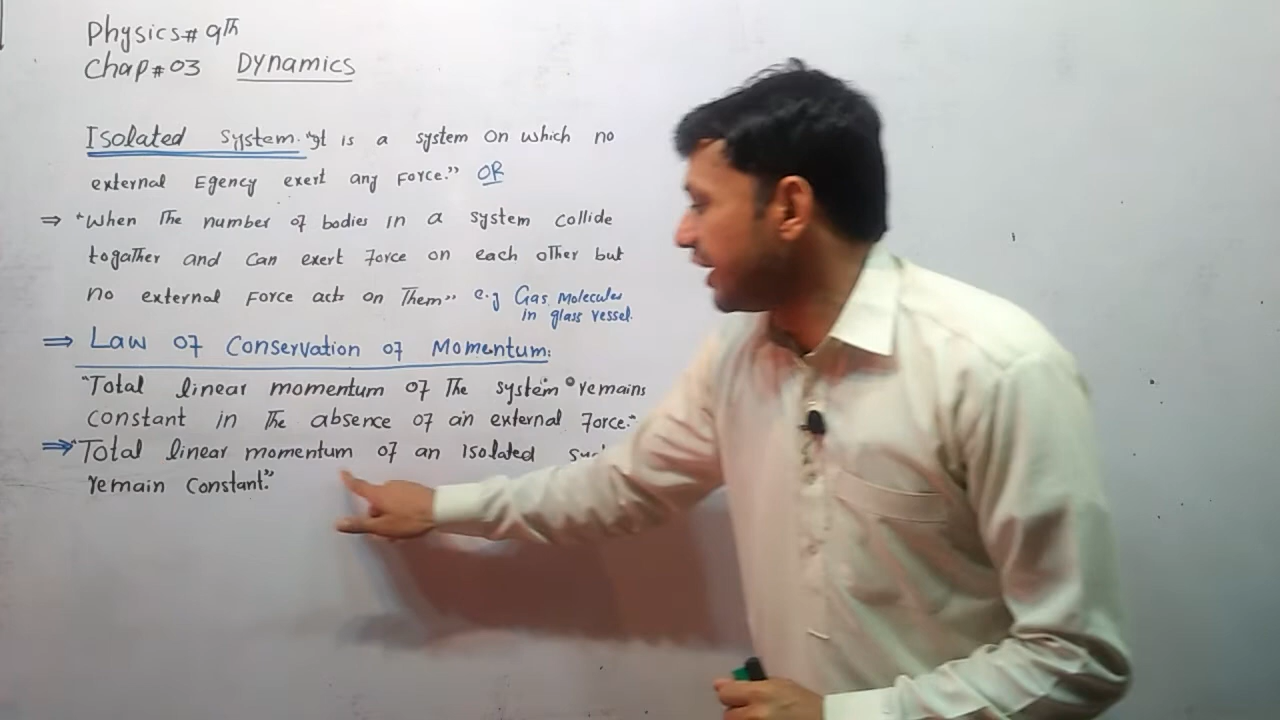 Physics# 9th
Chap#03 Dynamics
Isolated System. "It is a system on which no
external Egency exert any Force." OR
⇒ "When The number of bodies in a system collide
togather and can exert Force on each other but
no external Force acts on Them" e.g Gas Molecules
in glass vessel.
⇒ Law of Conservation of Momentum:
"Total linear momentum of The system remains
constant in The absence of an external Force."
⇒ "Total linear momentum of an Isolated
remain constant."